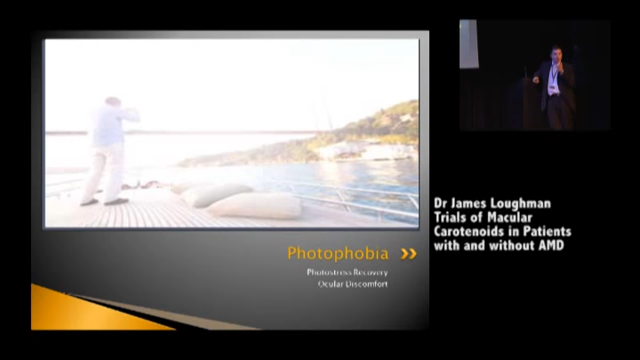 Photophobia »
Photostress Recovery
Ocular Discomfort
Dr James Loughman
Trials of Macular
Carotenoids in Patients
with and without AMD